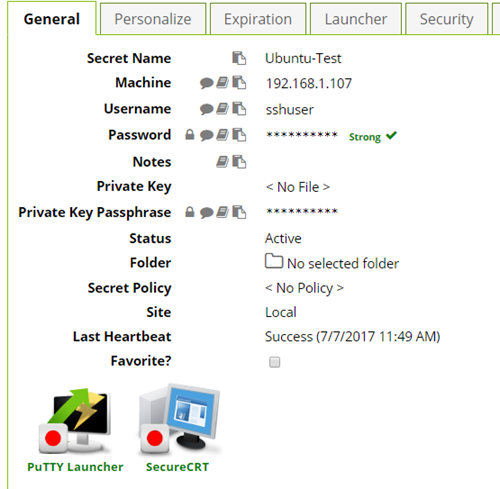 General Personalize Expiration Launcher Security
Secret Name Ubuntu-Test
Machine 192.168.1.107
Username sshuser
Password ********** Strong
Notes
Private Key < No File >
Private Key Passphrase **********
Status Active
Folder No selected folder
Secret Policy < No Policy >
Site Local
Last Heartbeat Success (7/7/2017 11:49 AM)
Favorite?
PuTTY Launcher SecureCRT